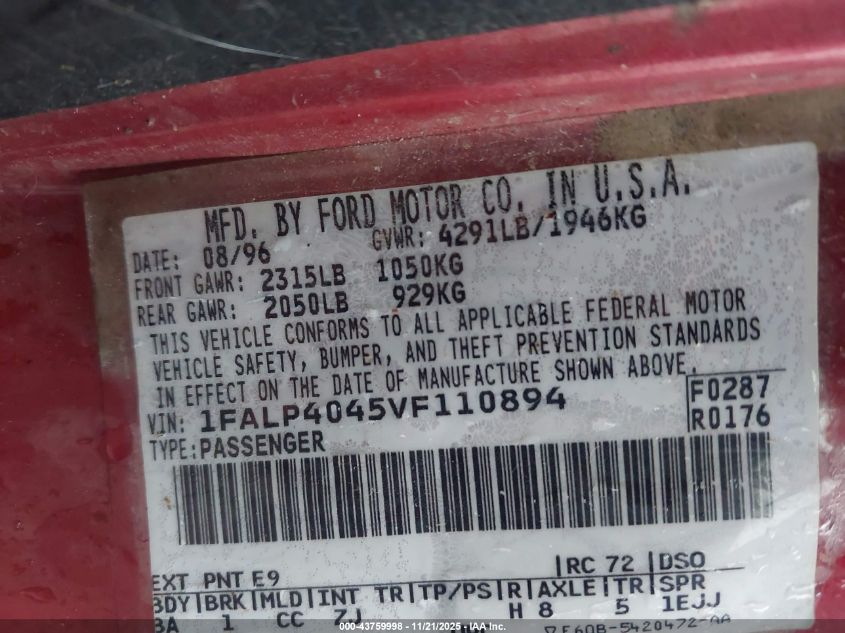 MFD. BY FORD MOTOR CO. IN U.S.A.
DATE: 08/96 GVWR: 4291LB/1946KG
FRONT GAWR: 2315LB 1050KG
REAR GAWR: 2050LB 929KG
THIS VEHICLE CONFORMS TO ALL APPLICABLE FEDERAL MOTOR
VEHICLE SAFETY, BUMPER, AND THEFT PREVENTION STANDARDS
IN EFFECT ON THE DATE OF MANUFACTURE SHOWN ABOVE.
VIN: 1FALP4045VF110894 F0287
TYPE: PASSENGER R0176
EXT PNT E9 RC 72 DSO
BRK MLD INT TR TP/PS R AXLE TR SPR
1 CC 7J H 8 5 1EJJ
000-43759998 - 11/21/2025 - IAA Inc.